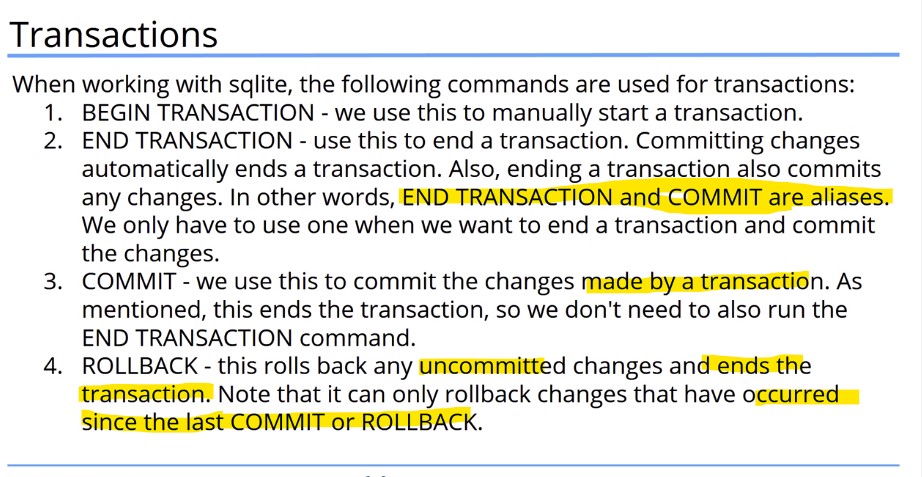 Transactions
When working with sqlite, the following commands are used for transactions:
1. BEGIN TRANSACTION - we use this to manually start a transaction.
2. END TRANSACTION - use this to end a transaction. Committing changes
automatically ends a transaction. Also, ending a transaction also commits
any changes. In other words, END TRANSACTION and COMMIT are aliases.
We only have to use one when we want to end a transaction and commit
the changes.
3. COMMIT - we use this to commit the changes made by a transaction. As
mentioned, this ends the transaction, so we don't need to also run the
END TRANSACTION command.
4. ROLLBACK - this rolls back any uncommitted changes and ends the
transaction. Note that it can only rollback changes that have occurred
since the last COMMIT or ROLLBACK.